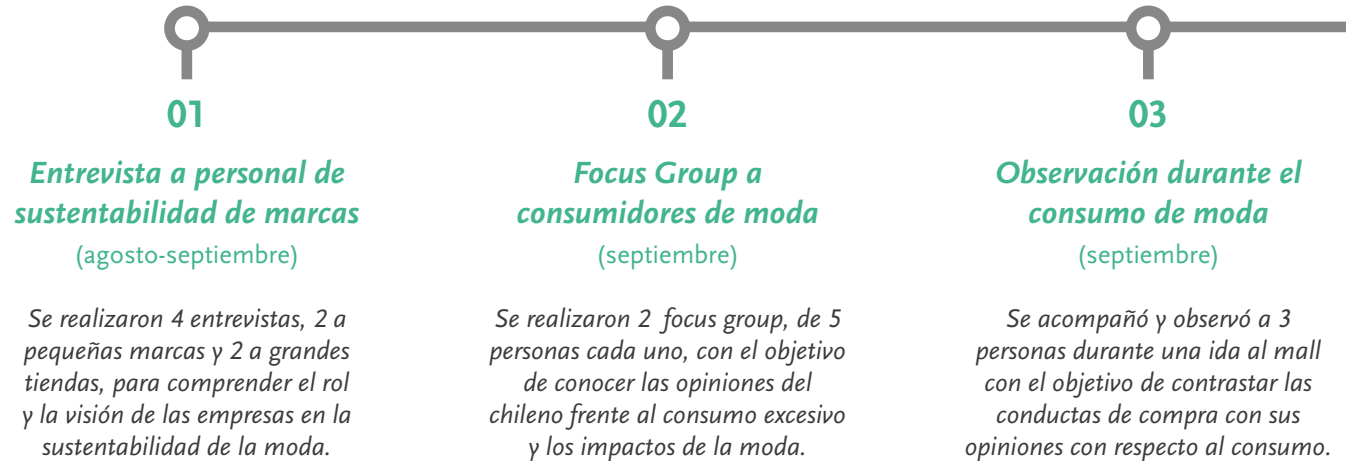 01
Entrevista a personal de
sustentabilidad de marcas
(agosto-septiembre)
Se realizaron 4 entrevistas, 2 a
pequeñas marcas y 2 a grandes
tiendas, para comprender el rol
y la visión de las empresas en la
sustentabilidad de la moda.
02
Focus Group a
consumidores de moda
(septiembre)
Se realizaron 2 focus group, de 5
personas cada uno, con el objetivo
de conocer las opiniones del
chileno frente al consumo excesivo
y los impactos de la moda.
03
Observación durante el
consumo de moda
(septiembre)
Se acompañó y observó a 3
personas durante una ida al mall
con el objetivo de contrastar las
conductas de compra con sus
opiniones con respecto al consumo.